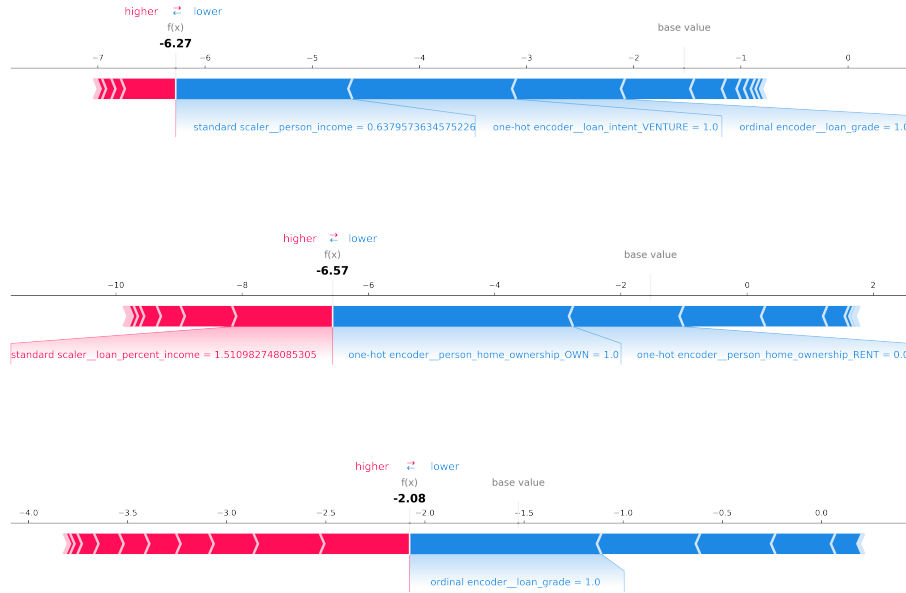 higher ⇄ lower
f(x) base value
-6.27
−7 −6 −5 −4 −3 −2 −1 0
standard scaler__person_income = 0.6379573634575226 one-hot encoder__loan_intent_VENTURE = 1.0 ordinal encoder__loan_grade = 1.0
higher ⇄ lower
f(x) base value
-6.57
−10 −8 −6 −4 −2 0 2
standard scaler__loan_percent_income = 1.510982748085305 one-hot encoder__person_home_ownership_OWN = 1.0 one-hot encoder__person_home_ownership_RENT = 0.0
higher ⇄ lower
f(x) base value
-2.08
−4.0 −3.5 −3.0 −2.5 −2.0 −1.5 −1.0 −0.5 0.0
ordinal encoder__loan_grade = 1.0